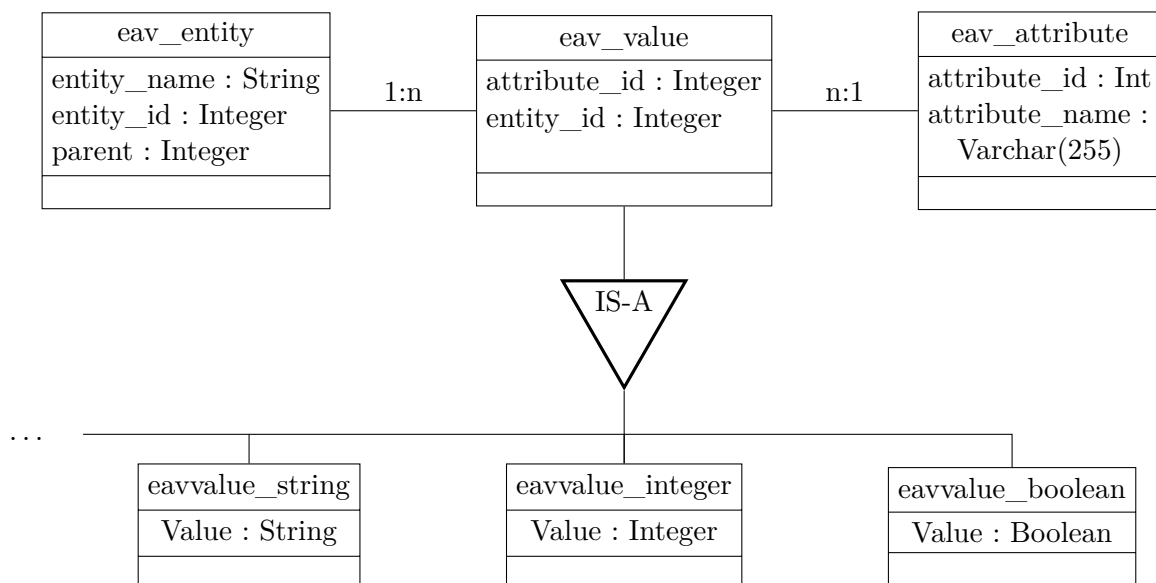 eav_entity
entity_name : String
entity_id : Integer
parent : Integer
1:n
eav_value
attribute_id : Integer
entity_id : Integer
n:1
eav_attribute
attribute_id : Int
attribute_name :
Varchar(255)
IS-A
...
eavvalue_string
Value : String
eavvalue_integer
Value : Integer
eavvalue_boolean
Value : Boolean